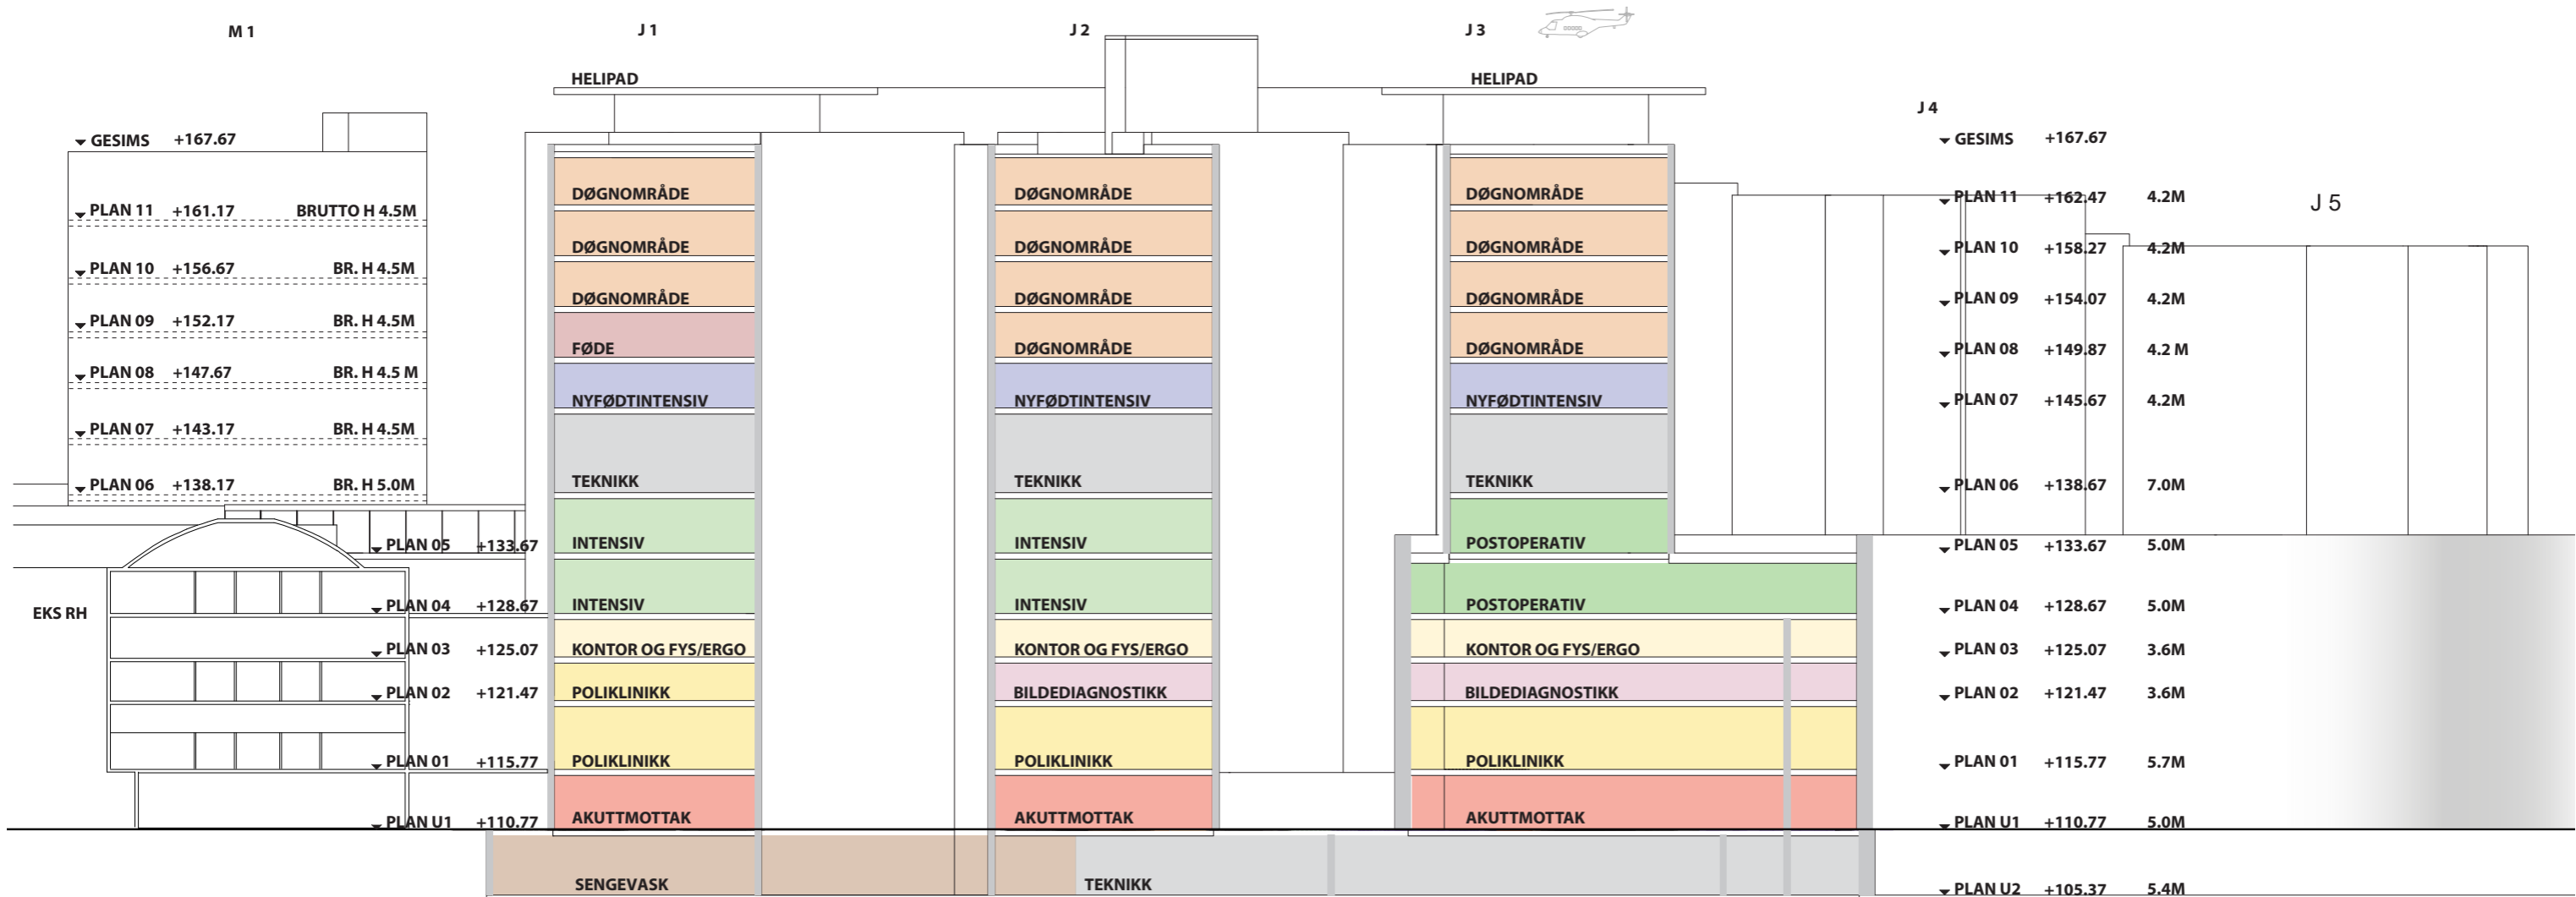 M 1
J 1
J 2
J 3
HELIPAD
HELIPAD
J 4
GESIMS +167.67
GESIMS +167.67
DØGNOMRÅDE
DØGNOMRÅDE
DØGNOMRÅDE
PLAN 11 +162.47 4.2M
J 5
PLAN 11 +161.17 BRUTTO H 4.5M
DØGNOMRÅDE
DØGNOMRÅDE
DØGNOMRÅDE
PLAN 10 +158.27 4.2M
PLAN 10 +156.67 BR. H 4.5M
DØGNOMRÅDE
DØGNOMRÅDE
DØGNOMRÅDE
PLAN 09 +154.07 4.2M
PLAN 09 +152.17 BR. H 4.5M
FØDE
DØGNOMRÅDE
DØGNOMRÅDE
PLAN 08 +149.87 4.2 M
PLAN 08 +147.67 BR. H 4.5 M
NYFØDTINTENSIV
NYFØDTINTENSIV
NYFØDTINTENSIV
PLAN 07 +145.67 4.2M
PLAN 07 +143.17 BR. H 4.5M
TEKNIKK
TEKNIKK
TEKNIKK
PLAN 06 +138.17 BR. H 5.0M
PLAN 06 +138.67 7.0M
PLAN 05 +133.67
INTENSIV
INTENSIV
POSTOPERATIV
PLAN 05 +133.67 5.0M
EKS RH
PLAN 04 +128.67
INTENSIV
INTENSIV
POSTOPERATIV
PLAN 04 +128.67 5.0M
PLAN 03 +125.07
KONTOR OG FYS/ERGO
KONTOR OG FYS/ERGO
KONTOR OG FYS/ERGO
PLAN 03 +125.07 3.6M
PLAN 02 +121.47
POLIKLINIKK
BILDEDIAGNOSTIKK
BILDEDIAGNOSTIKK
PLAN 02 +121.47 3.6M
PLAN 01 +115.77
POLIKLINIKK
POLIKLINIKK
POLIKLINIKK
PLAN 01 +115.77 5.7M
PLAN U1 +110.77
AKUTTMOTTAK
AKUTTMOTTAK
AKUTTMOTTAK
PLAN U1 +110.77 5.0M
SENGEVASK
TEKNIKK
PLAN U2 +105.37 5.4M